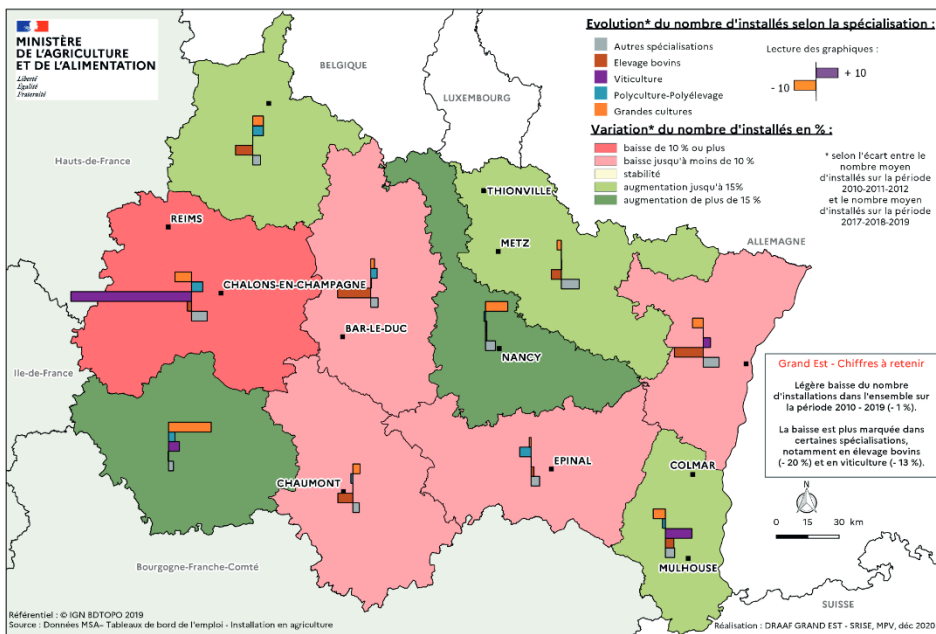 MINISTÈRE
DE L'AGRICULTURE
ET DE L'ALIMENTATION
Liberté
Égalité
Fraternité
BELGIQUE
LUXEMBOURG
Hauts-de-France
ALLEMAGNE
Ile-de-France
Bourgogne-Franche-Comté
SUISSE
Evolution* du nombre d'installés selon la spécialisation :
Autres spécialisations
Elevage bovins
Viticulture
Polyculture-Polyélevage
Grandes cultures
Lecture des graphiques :
+ 10
- 10
Variation* du nombre d'installés en % :
baisse de 10 % ou plus
baisse jusqu'à moins de 10 %
stabilité
augmentation jusqu'à 15%
augmentation de plus de 15 %
* selon l'écart entre le
nombre moyen
d'installés sur la période
2010-2011-2012
et le nombre moyen
d'installés sur la période
2017-2018-2019
THIONVILLE
REIMS
METZ
CHALONS-EN-CHAMPAGNE
BAR-LE-DUC
NANCY
CHAUMONT
EPINAL
COLMAR
MULHOUSE
Grand Est - Chiffres à retenir
Légère baisse du nombre
d'installations dans l'ensemble sur
la période 2010 - 2019 (- 1 %).
La baisse est plus marquée dans
certaines spécialisations,
notamment en élevage bovins
(- 20 %) et en viticulture (- 13 %).
N
0 15 30 km
Référentiel : © IGN BDTOPO 2019
Source : Données MSA– Tableaux de bord de l'emploi - Installation en agriculture
Réalisation : DRAAF GRAND EST - SRISE, MPV, déc 2020